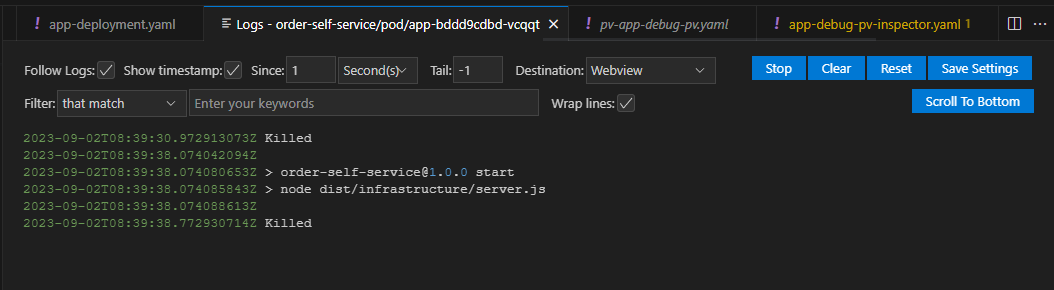 ! app-deployment.yaml Logs - order-self-service/pod/app-bddd9cdbd-vcqqt ! pv-app-debug-pv.yaml ! app-debug-pv-inspector.yaml 1
Follow Logs: Show timestamp: Since: 1 Second(s) Tail: -1 Destination: Webview Stop Clear Reset Save Settings
Filter: that match Enter your keywords Wrap lines: Scroll To Bottom
2023-09-02T08:39:30.972913073Z Killed
2023-09-02T08:39:38.074042094Z
2023-09-02T08:39:38.074080653Z > order-self-service@1.0.0 start
2023-09-02T08:39:38.074085843Z > node dist/infrastructure/server.js
2023-09-02T08:39:38.074088613Z
2023-09-02T08:39:38.772930714Z Killed